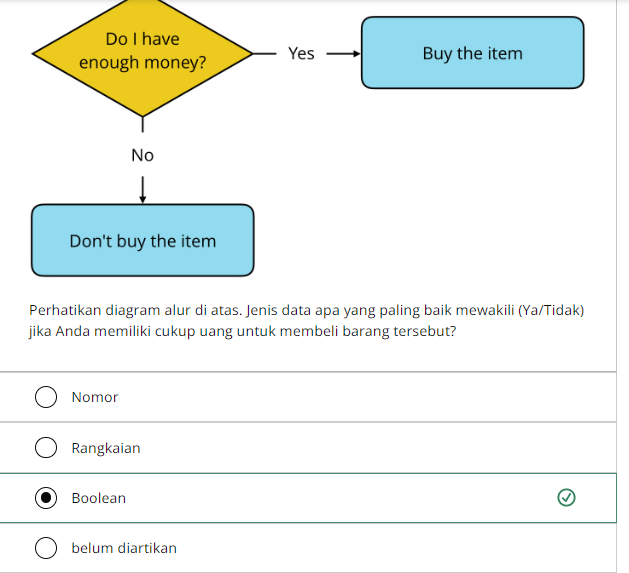 Do I have
enough money?
Yes
Buy the item
No
Don't buy the item
Perhatikan diagram alur di atas. Jenis data apa yang paling baik mewakili (Ya/Tidak)
jika Anda memiliki cukup uang untuk membeli barang tersebut?
Nomor
Rangkaian
Boolean
belum diartikan